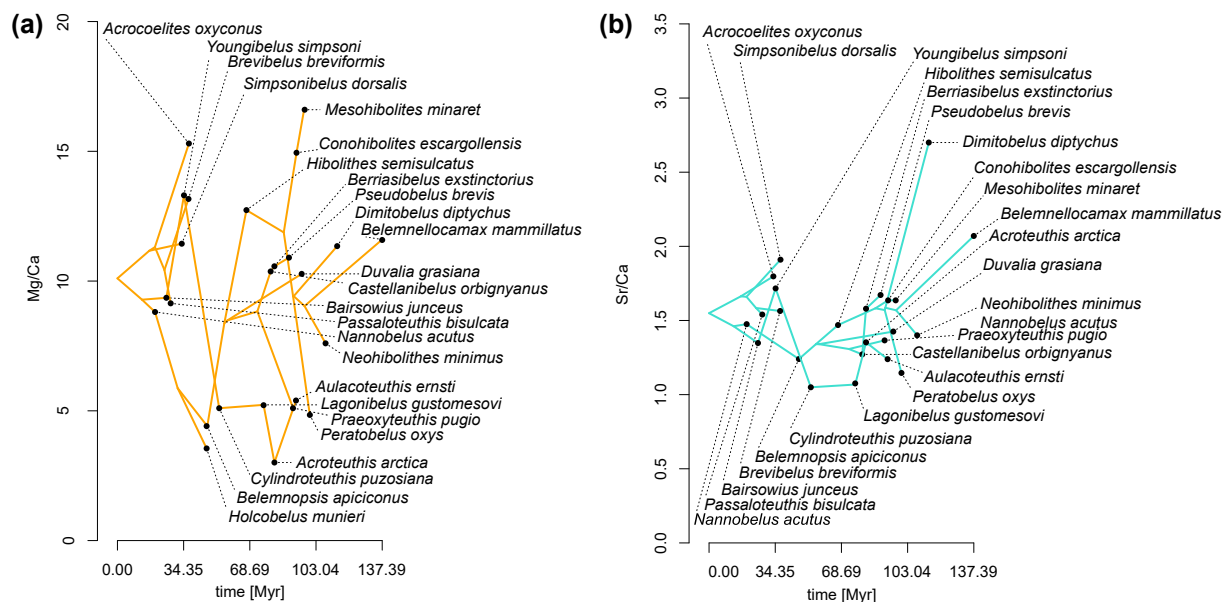 (a)
Mg/Ca
20
15
10
5
0
Acrocoelites oxyconus
Youngibelus simpsoni
Brevibelus breviformis
Simpsonibelus dorsalis
Mesohibolites minaret
Conohibolites escargollensis
Hibolithes semisulcatus
Berriasibelus exstinctorius
Pseudobelus brevis
Dimitobelus diptychus
Belemnellocamax mammillatus
Duvalia grasiana
Castellanibelus orbignyanus
Bairsowius junceus
Passaloteuthis bisulcata
Nannobelus acutus
Neohibolithes minimus
Aulacoteuthis ernsti
Lagonibelus gustomesovi
Praeoxyteuthis pugio
Peratobelus oxys
Acroteuthis arctica
Cylindroteuthis puzosiana
Belemnopsis apiciconus
Holcobelus munieri
0.00 34.35 68.69 103.04 137.39
time [Myr]
(b)
Sr/Ca
3.5
3.0
2.5
2.0
1.5
1.0
0.5
0.0
Acrocoelites oxyconus
Simpsonibelus dorsalis
Youngibelus simpsoni
Hibolithes semisulcatus
Berriasibelus exstinctorius
Pseudobelus brevis
Dimitobelus diptychus
Conohibolites escargollensis
Mesohibolites minaret
Belemnellocamax mammillatus
Acroteuthis arctica
Duvalia grasiana
Neohibolithes minimus
Nannobelus acutus
Praeoxyteuthis pugio
Castellanibelus orbignyanus
Aulacoteuthis ernsti
Peratobelus oxys
Lagonibelus gustomesovi
Cylindroteuthis puzosiana
Belemnopsis apiciconus
Brevibelus breviformis
Bairsowius junceus
Passaloteuthis bisulcata
Nannobelus acutus
0.00 34.35 68.69 103.04 137.39
time [Myr]